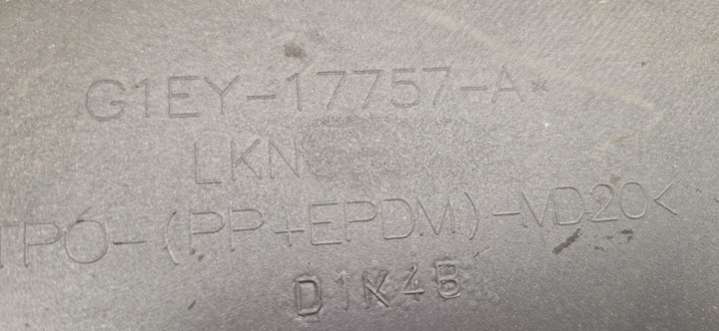 G1EY-17757-A*
LKN
TPO-(PP+EPDM)-MD20<
D1K4B